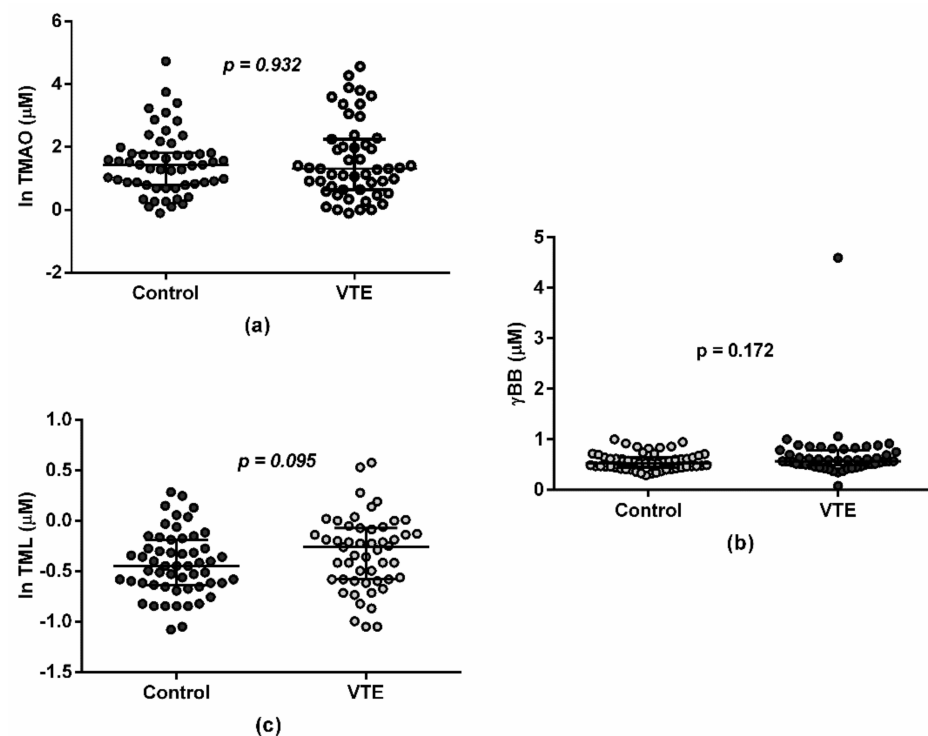 6
4
2
0
-2
ln TMAO (μM)
p = 0.932
Control
VTE
(a)
5
4
3
2
1
0
γBB (μM)
p = 0.172
Control
VTE
(b)
1.0
0.5
0.0
-0.5
-1.0
-1.5
ln TML (μM)
p = 0.095
Control
VTE
(c)